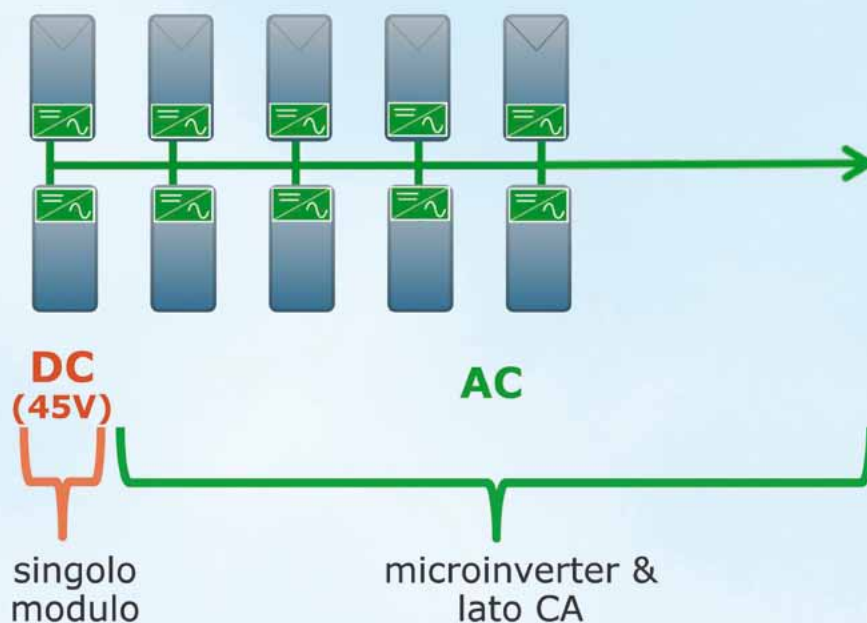 DC
(45V)
AC
singolo
modulo
microinverter &
lato CA